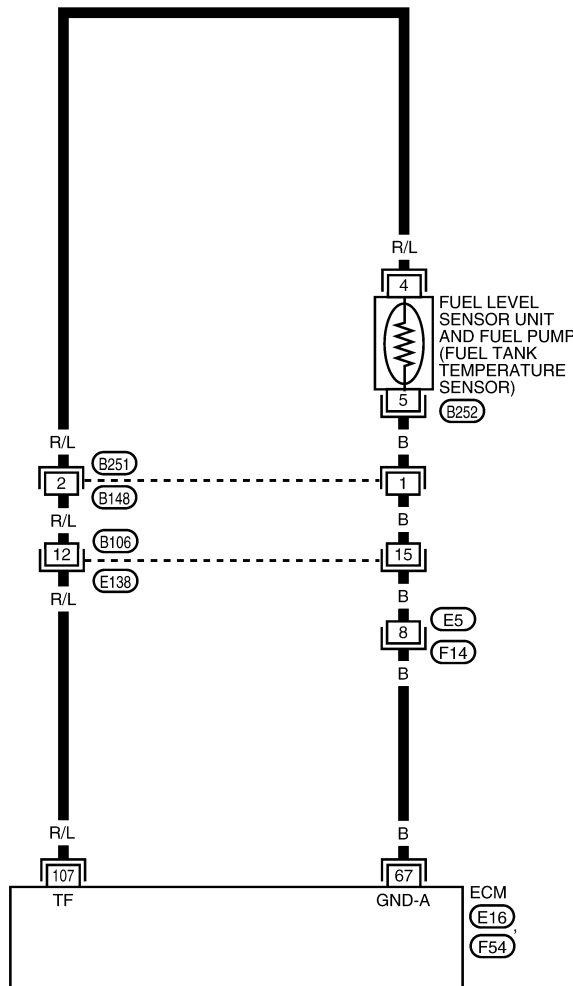 R/L
4
FUEL LEVEL
SENSOR UNIT
AND FUEL PUMP
(FUEL TANK
TEMPERATURE
SENSOR)
5
B252
R/L
B
2
B251
B148
1
R/L
B
12
B106
E138
15
R/L
B
8
E5
F14
B
R/L
B
107
67
TF
GND-A
ECM
E16
,
F54